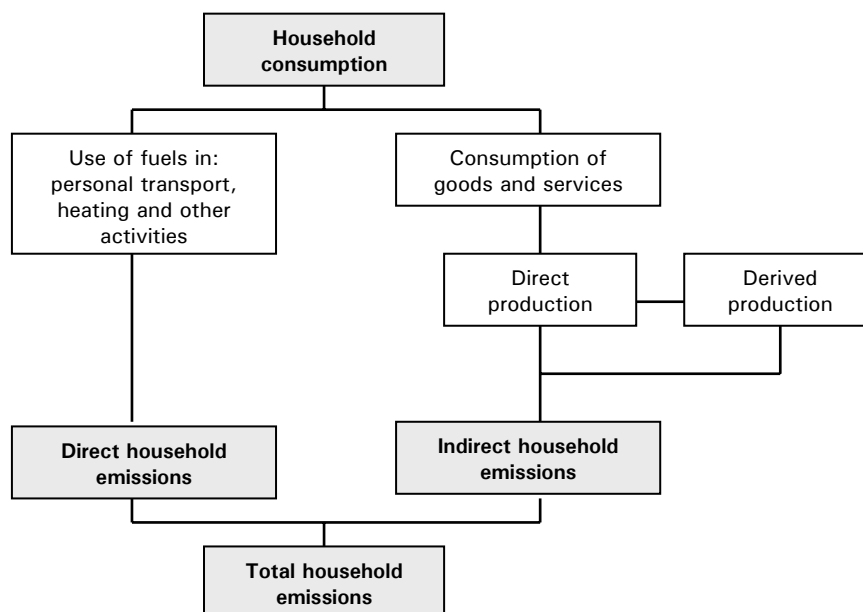 Household
consumption
Use of fuels in:
personal transport,
heating and other
activities
Consumption of
goods and services
Direct
production
Derived
production
Direct household
emissions
Indirect household
emissions
Total household
emissions